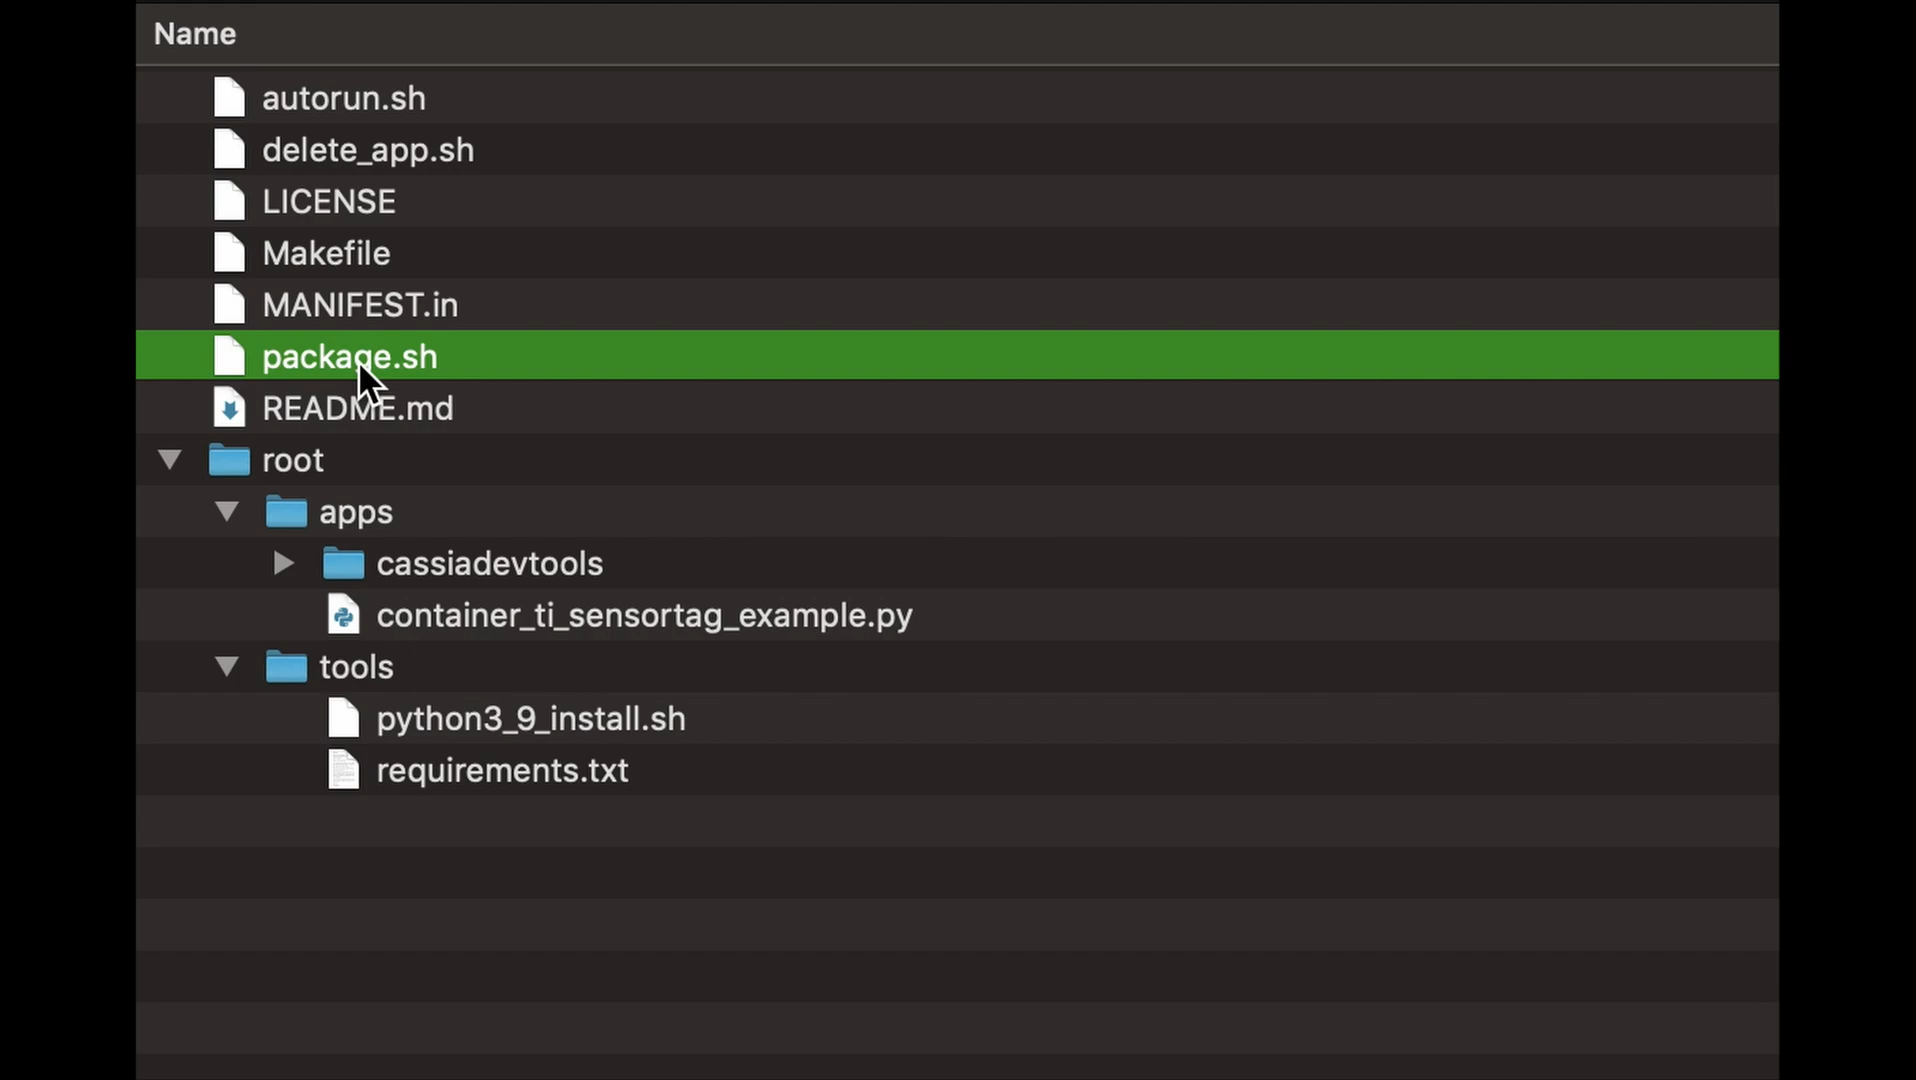 Name
autorun.sh
delete_app.sh
LICENSE
Makefile
MANIFEST.in
package.sh
README.md
root
apps
cassiadevtools
container_ti_sensortag_example.py
tools
python3_9_install.sh
requirements.txt